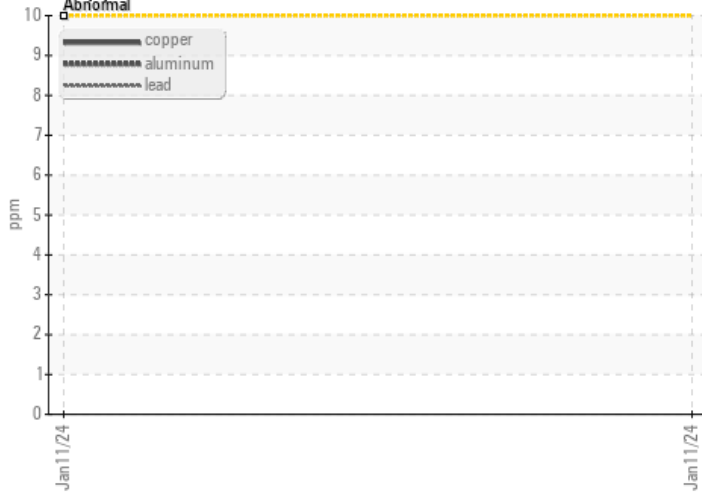 Abnormal
10
copper
9
aluminum
lead
8
7
6
ppm
5
4
3
2
1
0
Jan11/24
Jan11/24